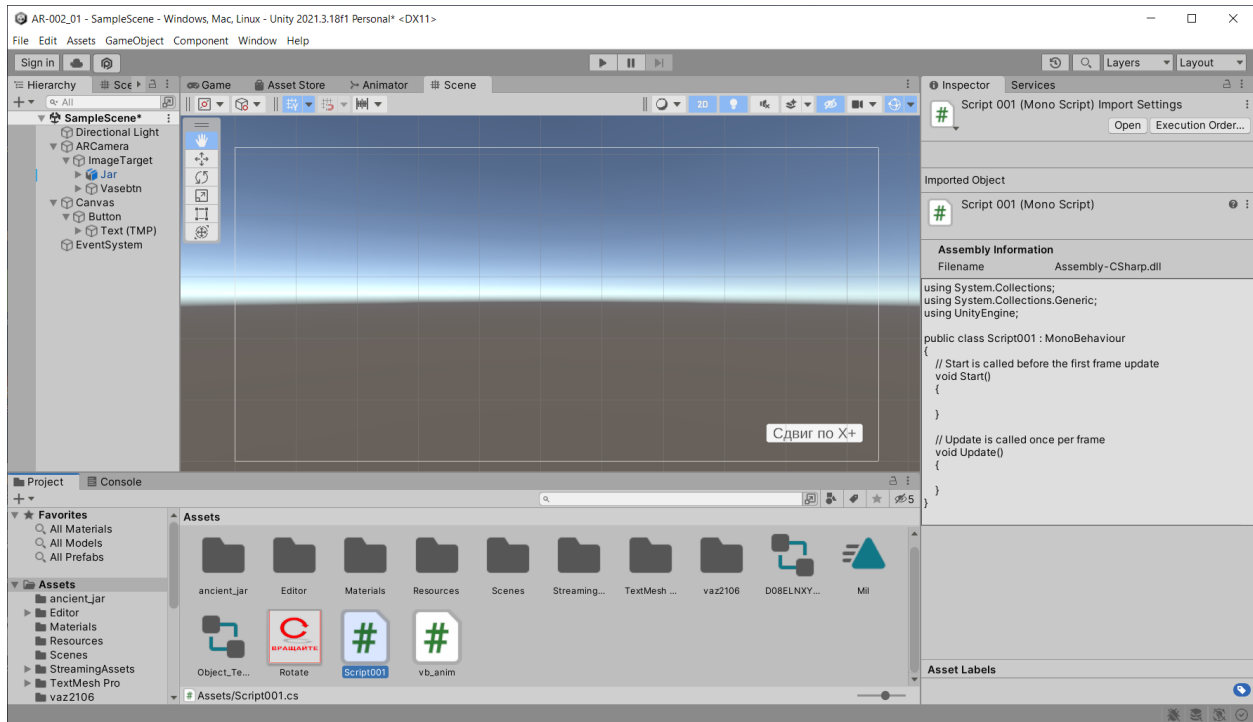 AR-002_01 - SampleScene - Windows, Mac, Linux - Unity 2021.3.18f1 Personal* <DX11>
File Edit Assets GameObject Component Window Help
Sign in
Layers
Layout
Hierarchy
Sce
Game
Asset Store
Animator
Scene
Inspector
Services
All
2D
SampleScene*
Directional Light
ARCamera
ImageTarget
Jar
Vasebtn
Canvas
Button
Text (TMP)
EventSystem
Сдвиг по X+
Script 001 (Mono Script) Import Settings
Open
Execution Order...
Imported Object
Script 001 (Mono Script)
Assembly Information
Filename Assembly-CSharp.dll
using System.Collections;
using System.Collections.Generic;
using UnityEngine;
public class Script001 : MonoBehaviour
{
// Start is called before the first frame update
void Start()
{
}
// Update is called once per frame
void Update()
{
}
}
Asset Labels
Project
Console
5
Favorites
All Materials
All Models
All Prefabs
Assets
ancient_jar
Editor
Materials
Resources
Scenes
StreamingAssets
TextMesh Pro
vaz2106
Assets
ancient_jar
Editor
Materials
Resources
Scenes
Streaming...
TextMesh ...
vaz2106
D08ELNXY...
Mil
ВРАЩАЙТЕ
Object_Te...
Rotate
Script001
vb_anim
Assets/Script001.cs